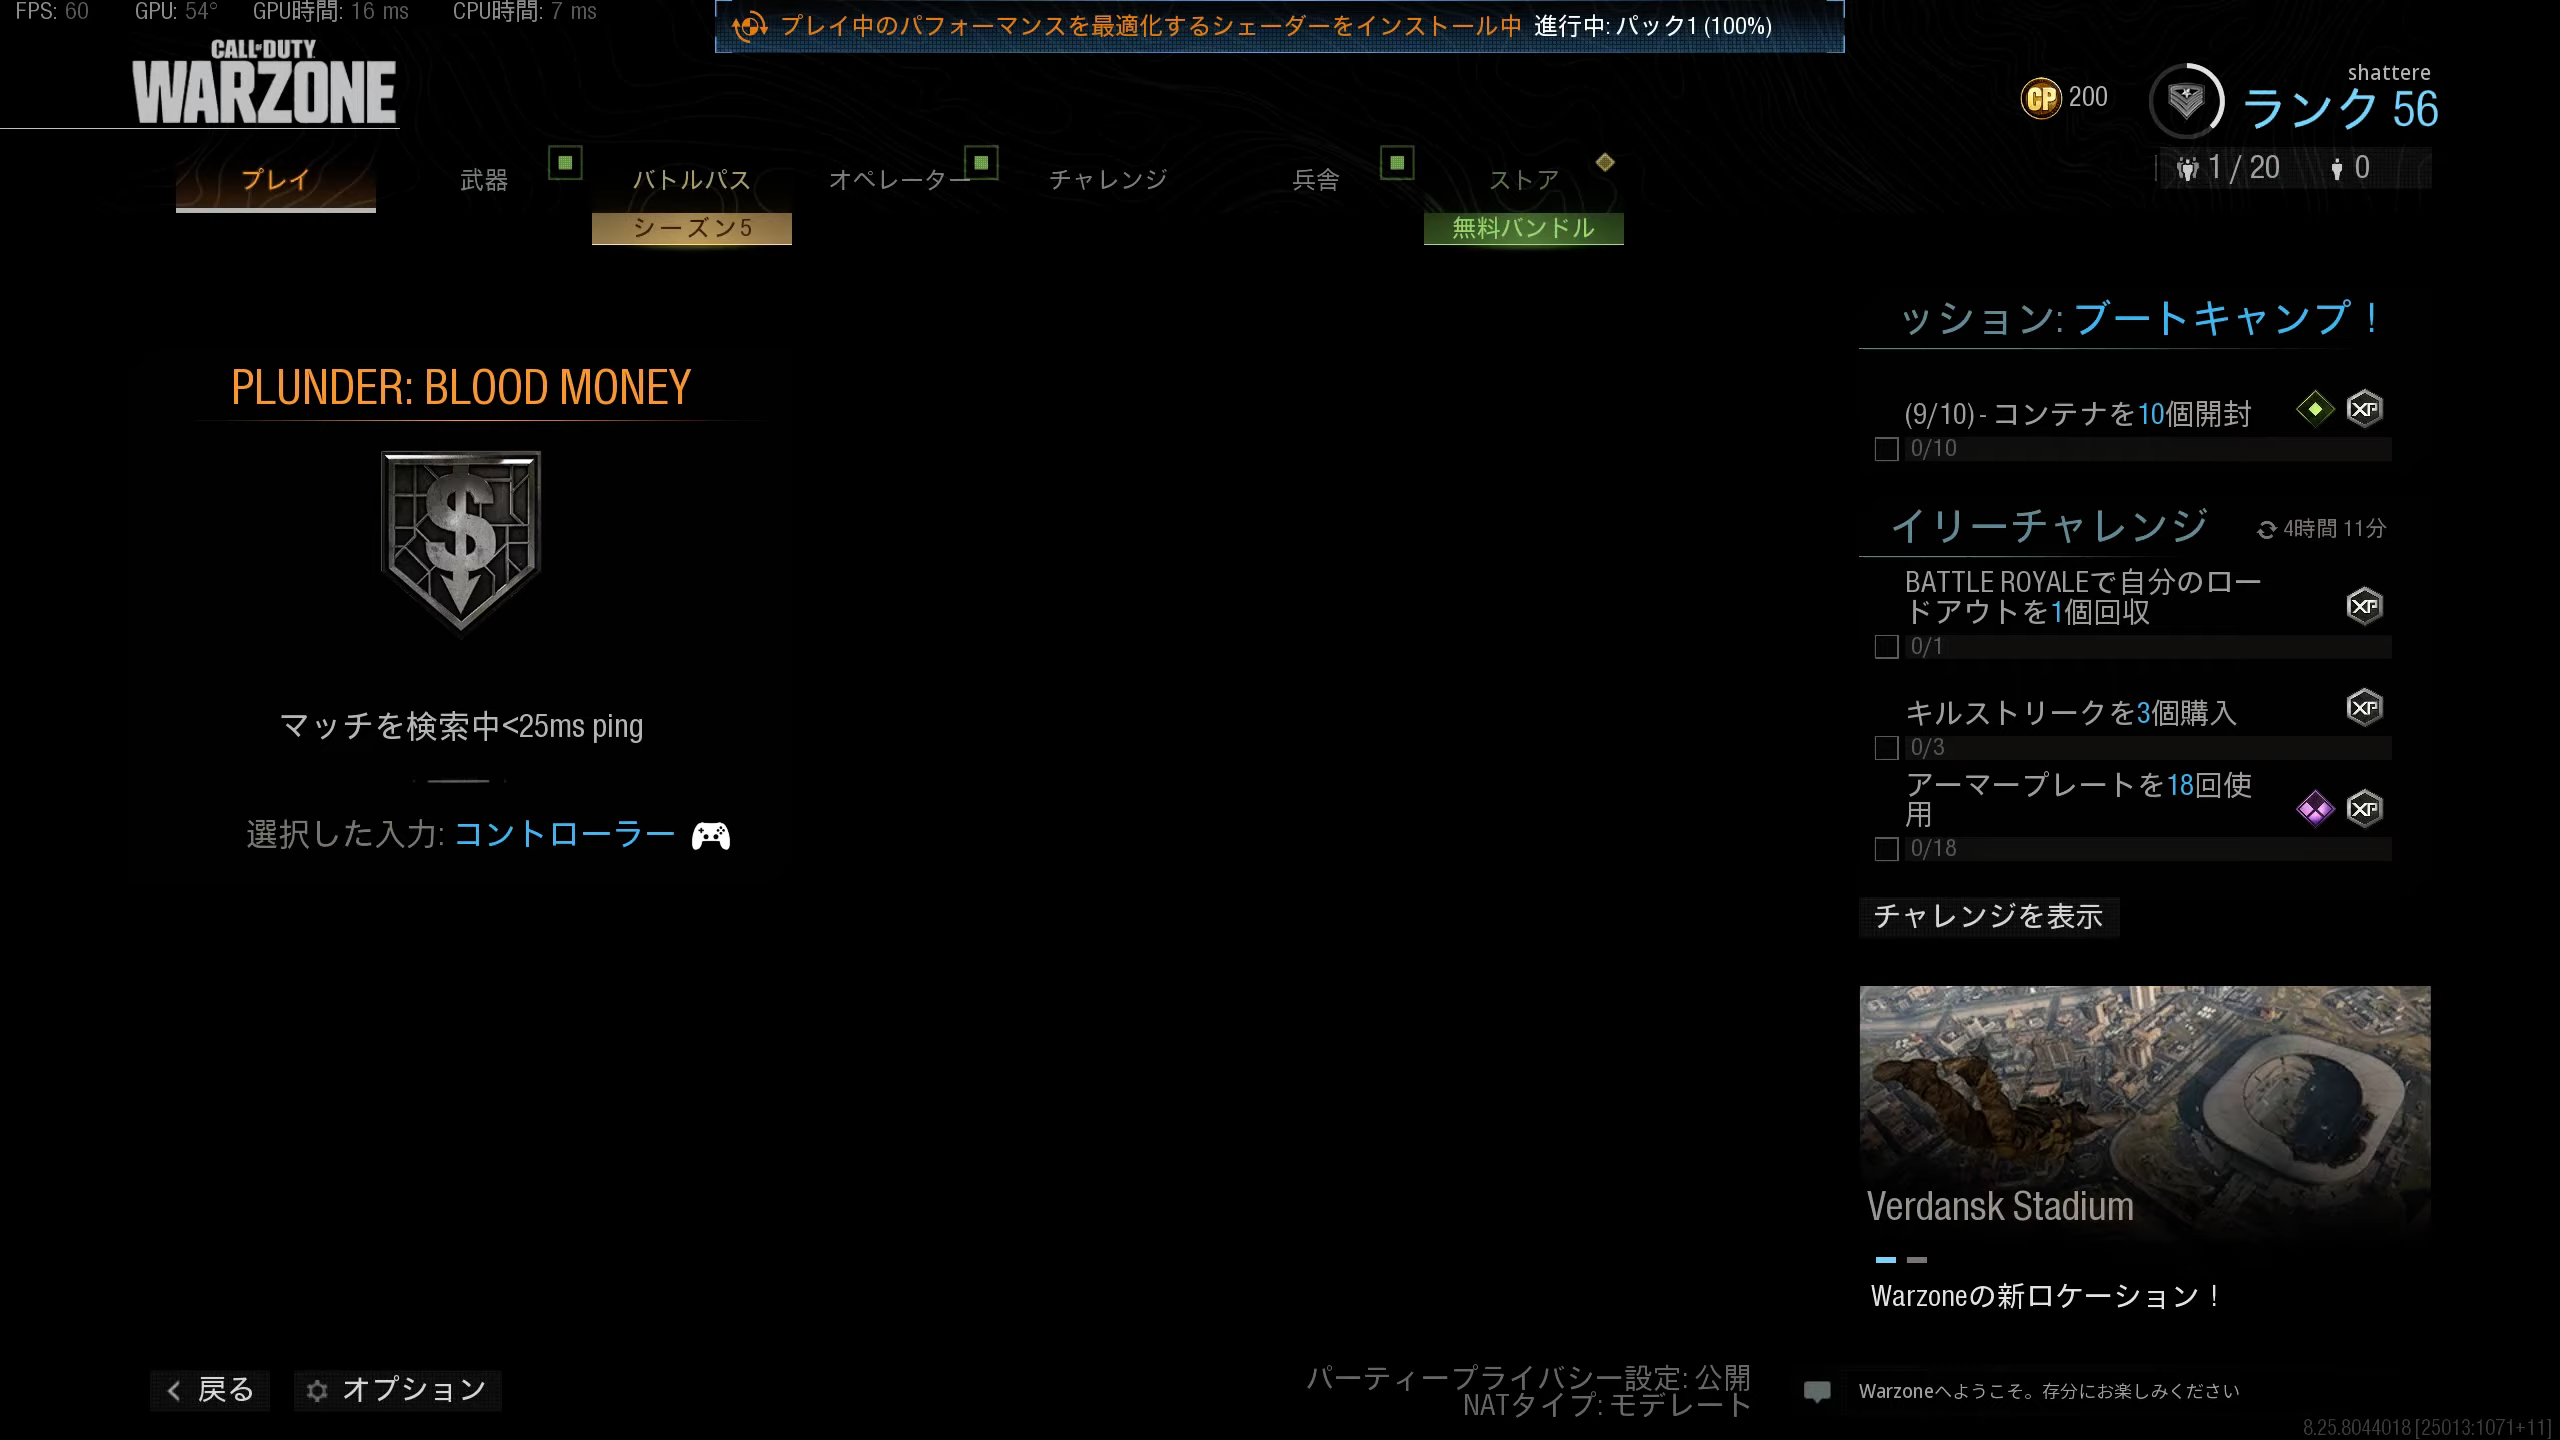 FPS: 60 GPU: 54° GPU時間: 16 ms CPU時間: 7 ms
プレイ中のパフォーマンスを最適化するシェーダーをインストール中 進行中: パック1 (100%)
CALL OF DUTY
WARZONE
CP 200
shattere
ランク 56
1 / 20 0
プレイ 武器 バトルパス オペレーター チャレンジ 兵舎 ストア
シーズン5 無料バンドル
PLUNDER: BLOOD MONEY
マッチを検索中<25ms ping
選択した入力: コントローラー
ッション: ブートキャンプ！
(9/10) - コンテナを10個開封 XP
0/10
イリーチャレンジ 4時間 11分
BATTLE ROYALEで自分のロー
ドアウトを1個回収 XP
0/1
キルストリークを3個購入 XP
0/3
アーマープレートを18回使
用 XP
0/18
チャレンジを表示
Verdansk Stadium
Warzoneの新ロケーション！
戻る オプション
パーティープライバシー設定: 公開
NATタイプ: モデレート
Warzoneへようこそ。存分にお楽しみください
8.25.8044018 [25013:1071+11]